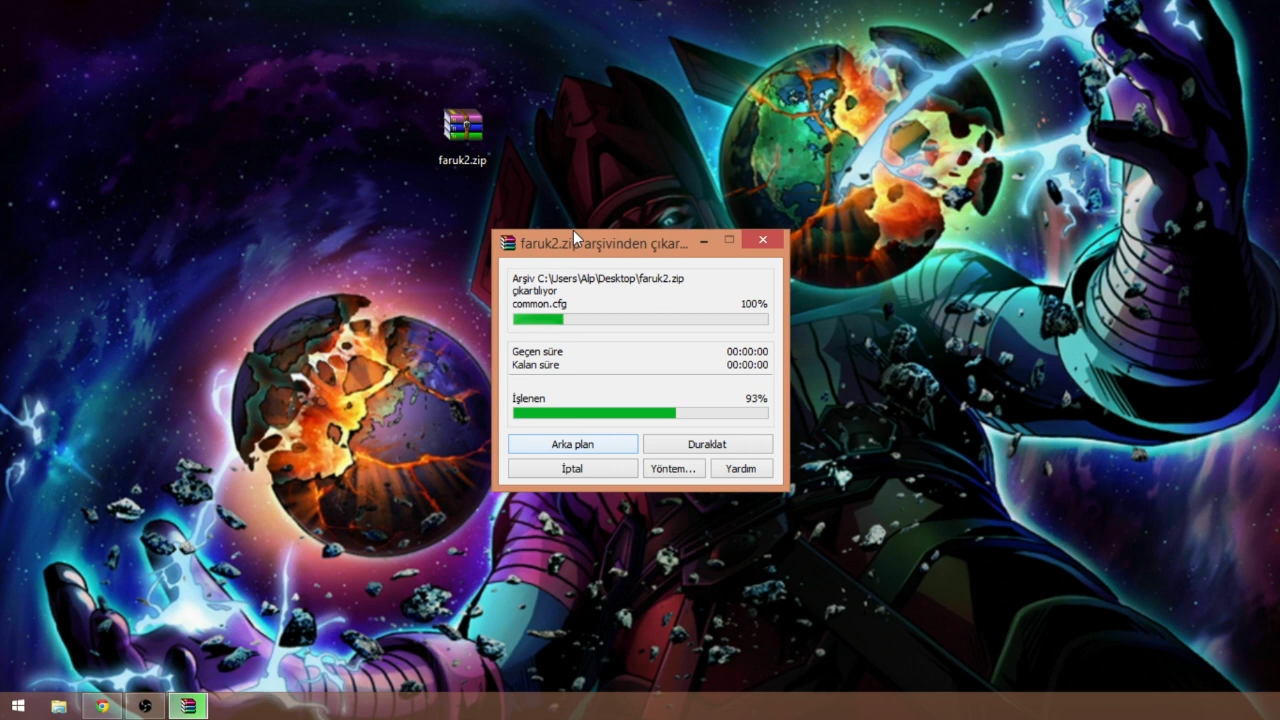 faruk2.zip
faruk2.zip arşivinden çıkar...
Arşiv C:\Users\Alp\Desktop\faruk2.zip
çıkartılıyor
common.cfg 100%
Geçen süre 00:00:00
Kalan süre 00:00:00
İşlenen 93%
Arka plan Duraklat
İptal Yöntem... Yardım